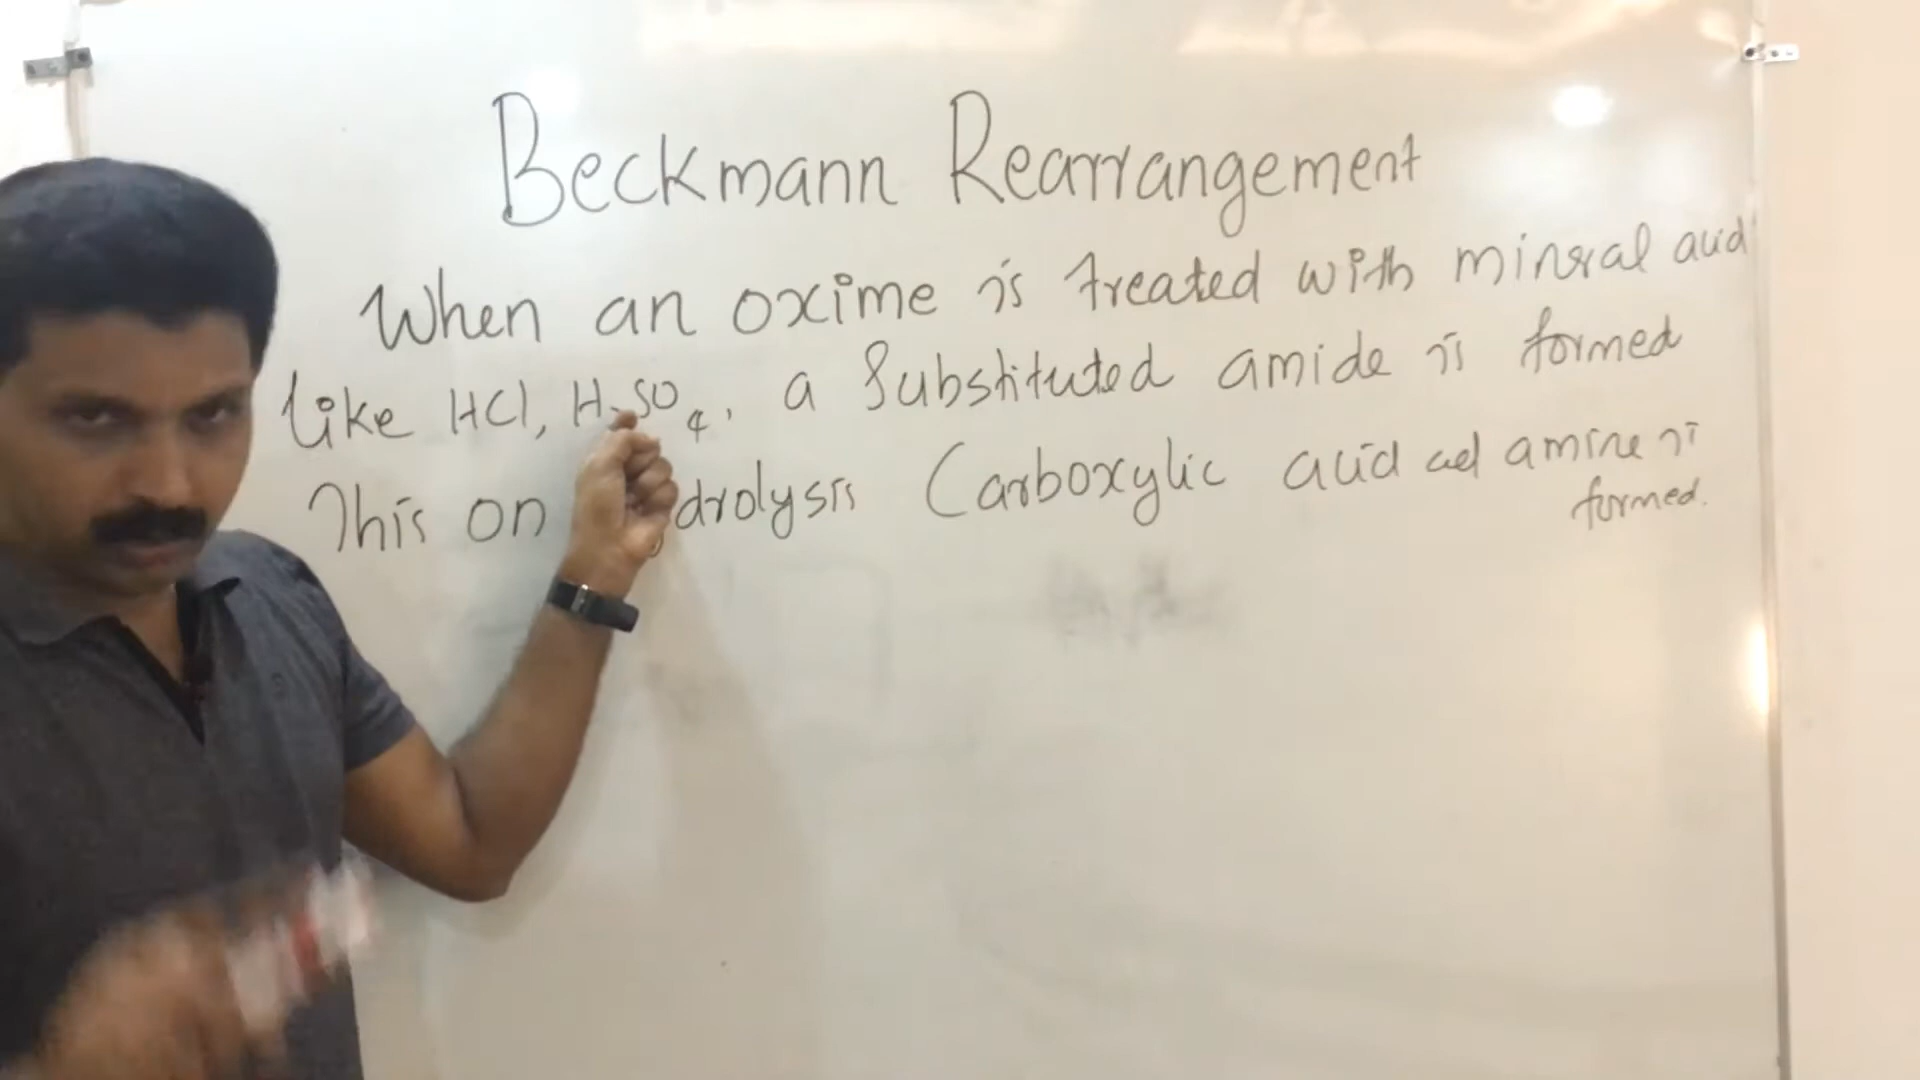 Beckmann Rearrangement
When an oxime is treated with mineral acid
like HCl, H2SO4, a Substituted amide is formed
This on drolysis Carboxylic acid and amine is
formed.